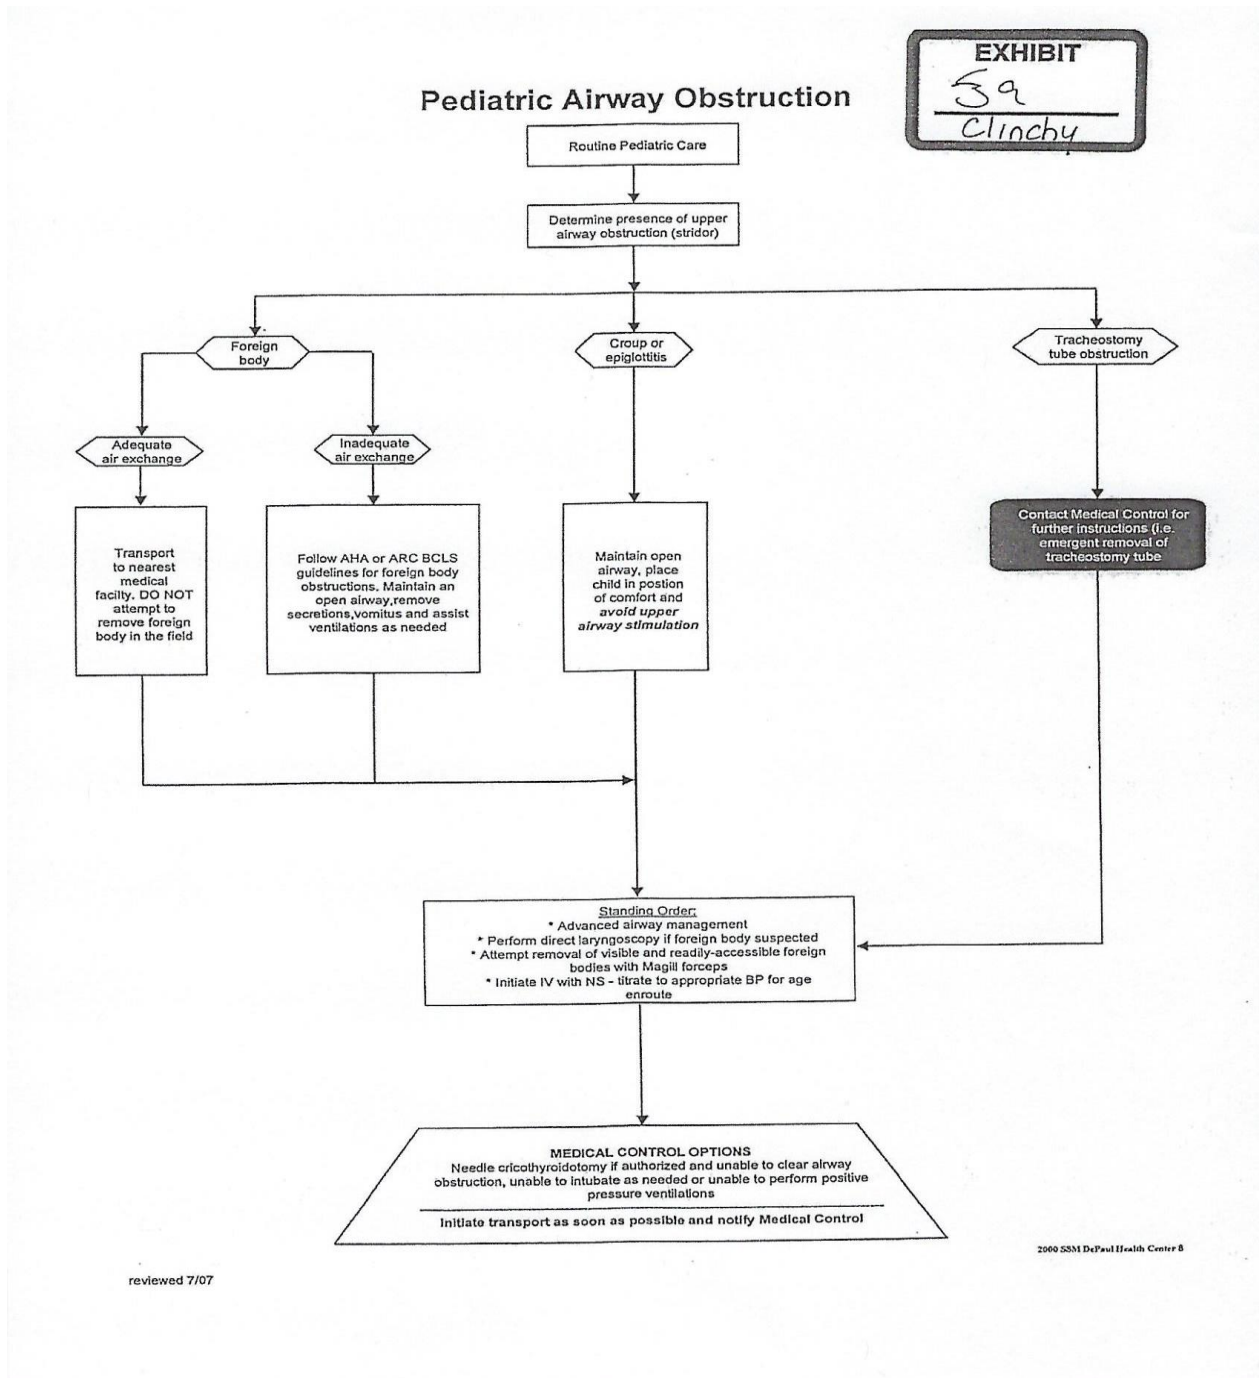 EXHIBIT
5a
Clinchy
Pediatric Airway Obstruction
Routine Pediatric Care
Determine presence of upper
airway obstruction (stridor)
Foreign
body
Croup or
epiglottitis
Tracheostomy
tube obstruction
Adequate
air exchange
Inadequate
air exchange
Transport
to nearest
medical
facilty. DO NOT
attempt to
remove foreign
body in the field
Follow AHA or ARC BCLS
guidelines for foreign body
obstructions. Maintain an
open airway,remove
secretions,vomitus and assist
ventilations as needed
Maintain open
airway, place
child in postion
of comfort and
avoid upper
airway stimulation
Contact Medical Control for
further instructions (i.e.
emergent removal of
tracheostomy tube
Standing Order:
* Advanced airway management
* Perform direct laryngoscopy if foreign body suspected
* Attempt removal of visible and readily-accessible foreign
bodies with Magill forceps
* Initiate IV with NS - titrate to appropriate BP for age
enroute
MEDICAL CONTROL OPTIONS
Needle cricothyroidotomy if authorized and unable to clear airway
obstruction, unable to intubate as needed or unable to perform positive
pressure ventilations
Initiate transport as soon as possible and notify Medical Control
2000 SSM DePaul Health Center 8
reviewed 7/07